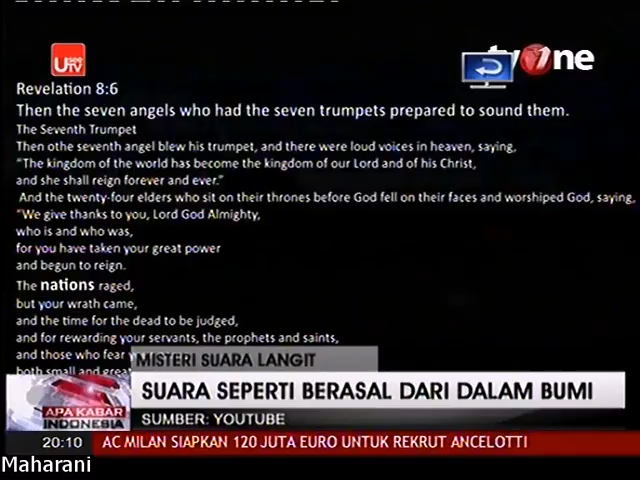 U see TV
tvOne
Revelation 8:6
Then the seven angels who had the seven trumpets prepared to sound them.
The Seventh Trumpet
Then othe seventh angel blew his trumpet, and there were loud voices in heaven, saying,
"The kingdom of the world has become the kingdom of our Lord and of his Christ,
and she shall reign forever and ever."
And the twenty-four elders who sit on their thrones before God fell on their faces and worshiped God, saying,
"We give thanks to you, Lord God Almighty,
who is and who was,
for you have taken your great power
and begun to reign.
The nations raged,
but your wrath came,
and the time for the dead to be judged,
and for rewarding your servants, the prophets and saints,
and those who fear
both small and great
MISTERI SUARA LANGIT
SUARA SEPERTI BERASAL DARI DALAM BUMI
APA KABAR
INDONESIA
SUMBER: YOUTUBE
20:10 AC MILAN SIAPKAN 120 JUTA EURO UNTUK REKRUT ANCELOTTI
Maharani